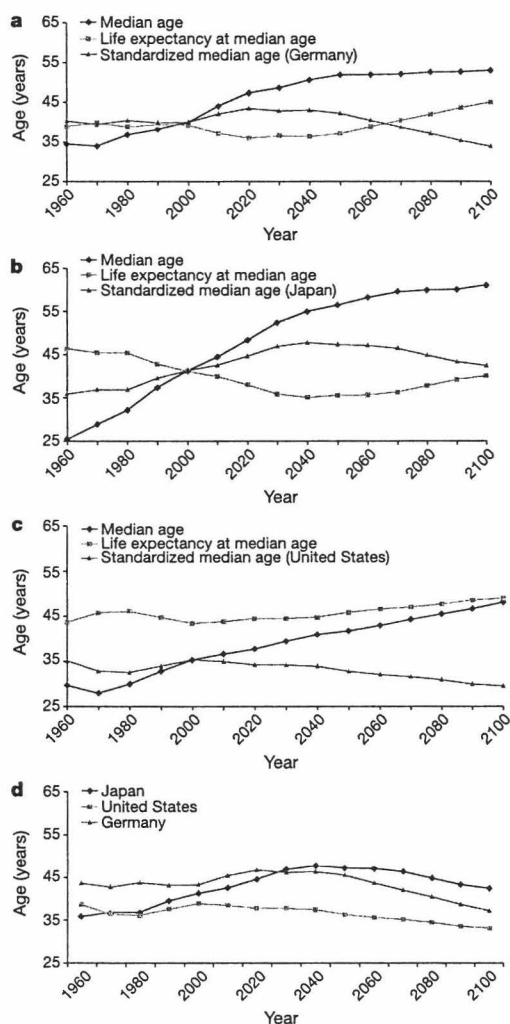 a
65
55
45
35
25
Age (years)
Median age
Life expectancy at median age
Standardized median age (Germany)
1960
1980
2000
2020
2040
2060
2080
2100
Year
b
65
55
45
35
25
Age (years)
Median age
Life expectancy at median age
Standardized median age (Japan)
1960
1980
2000
2020
2040
2060
2080
2100
Year
c
65
55
45
35
25
Age (years)
Median age
Life expectancy at median age
Standardized median age (United States)
1960
1980
2000
2020
2040
2060
2080
2100
Year
d
65
55
45
35
25
Age (years)
Japan
United States
Germany
1960
1980
2000
2020
2040
2060
2080
2100
Year